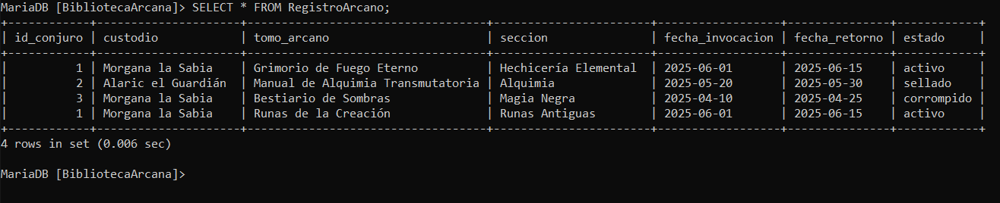 MariaDB [BibliotecaArcana]> SELECT * FROM RegistroArcano;
+------------+--------------------+-----------------------------------+----------------------+------------------+---------------+------------+
| id_conjuro | custodio           | tomo_arcano                       | seccion              | fecha_invocacion | fecha_retorno | estado     |
+------------+--------------------+-----------------------------------+----------------------+------------------+---------------+------------+
|          1 | Morgana la Sabia   | Grimorio de Fuego Eterno          | Hechicería Elemental | 2025-06-01       | 2025-06-15    | activo     |
|          2 | Alaric el Guardián | Manual de Alquimia Transmutatoria | Alquimia             | 2025-05-20       | 2025-05-30    | sellado    |
|          3 | Morgana la Sabia   | Bestiario de Sombras              | Magia Negra          | 2025-04-10       | 2025-04-25    | corrompido |
|          1 | Morgana la Sabia   | Runas de la Creación              | Runas Antiguas       | 2025-06-01       | 2025-06-15    | activo     |
+------------+--------------------+-----------------------------------+----------------------+------------------+---------------+------------+
4 rows in set (0.006 sec)
MariaDB [BibliotecaArcana]>